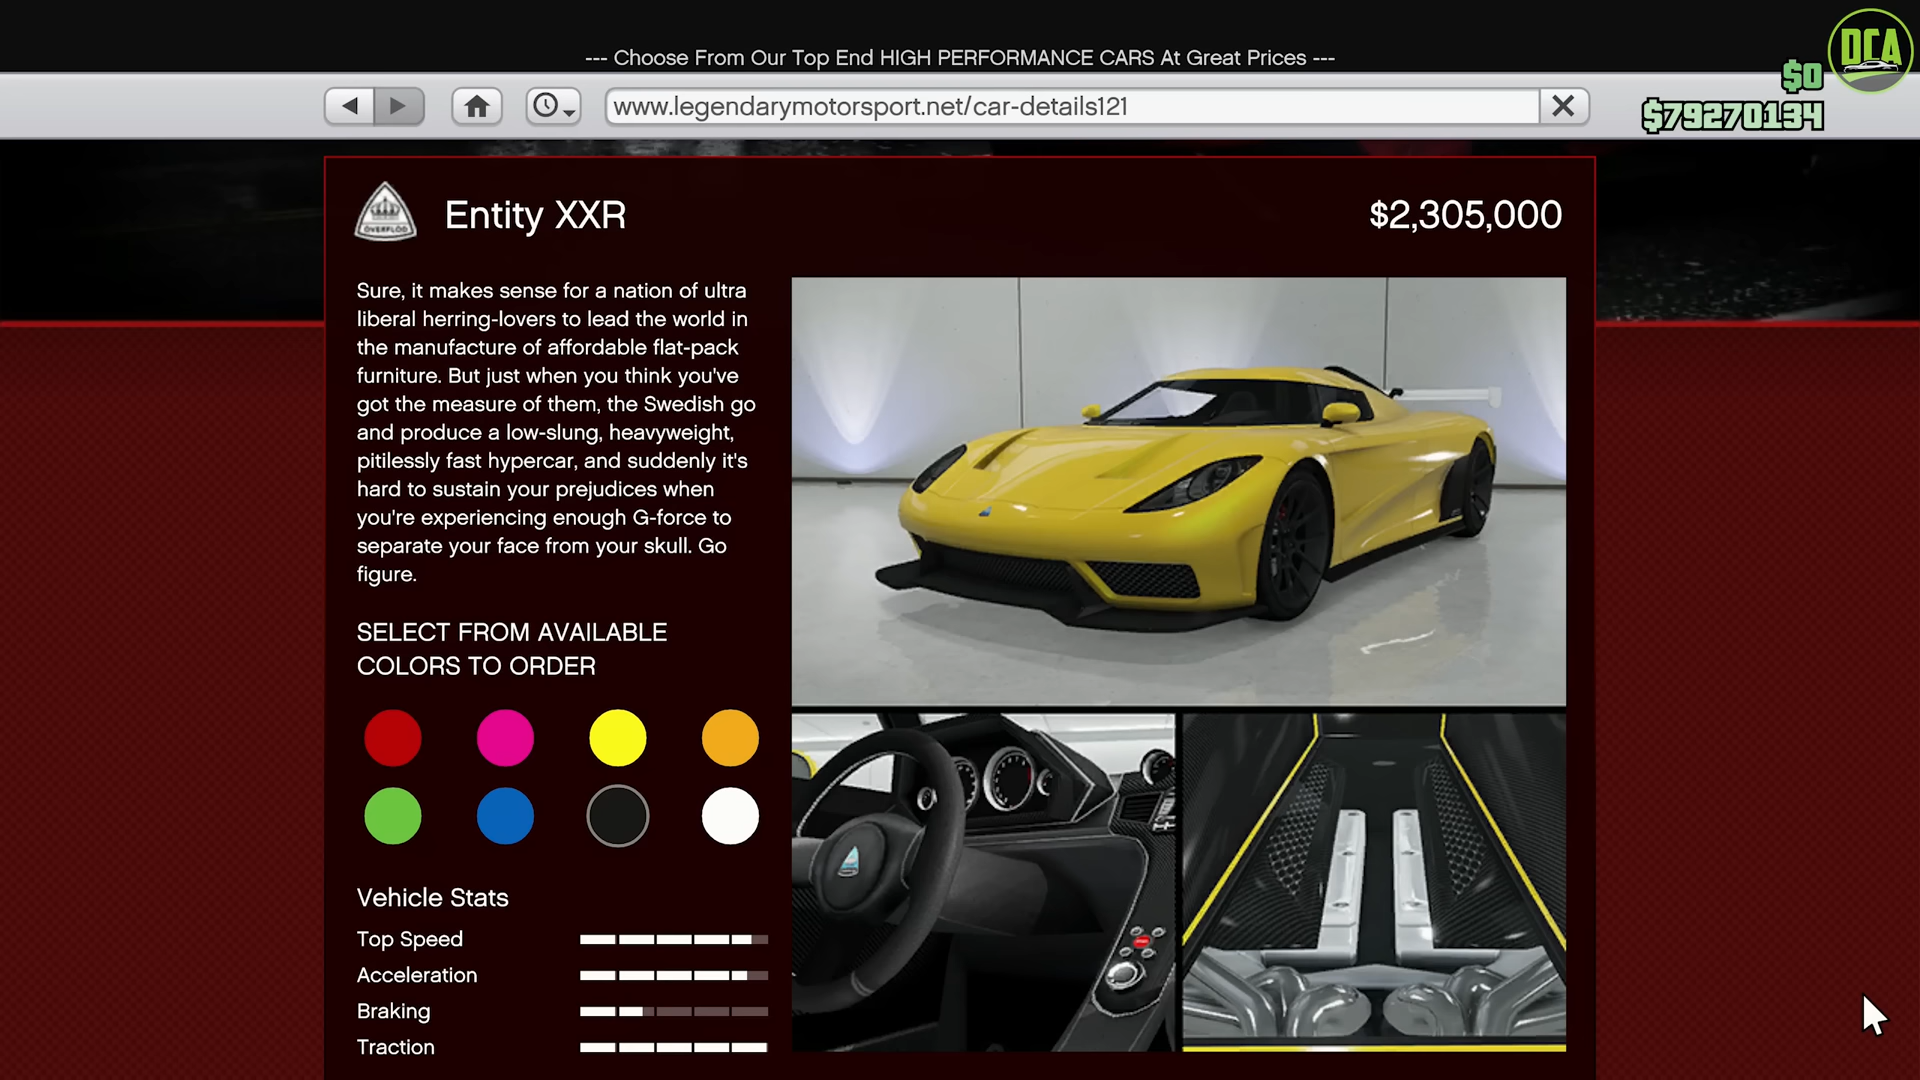 --- Choose From Our Top End HIGH PERFORMANCE CARS At Great Prices ---
DCA
$0
www.legendarymotorsport.net/car-details121
$79270134
OVERFLOD
Entity XXR
$2,305,000
Sure, it makes sense for a nation of ultra
liberal herring-lovers to lead the world in
the manufacture of affordable flat-pack
furniture. But just when you think you've
got the measure of them, the Swedish go
and produce a low-slung, heavyweight,
pitilessly fast hypercar, and suddenly it's
hard to sustain your prejudices when
you're experiencing enough G-force to
separate your face from your skull. Go
figure.
SELECT FROM AVAILABLE
COLORS TO ORDER
Vehicle Stats
Top Speed
Acceleration
Braking
Traction